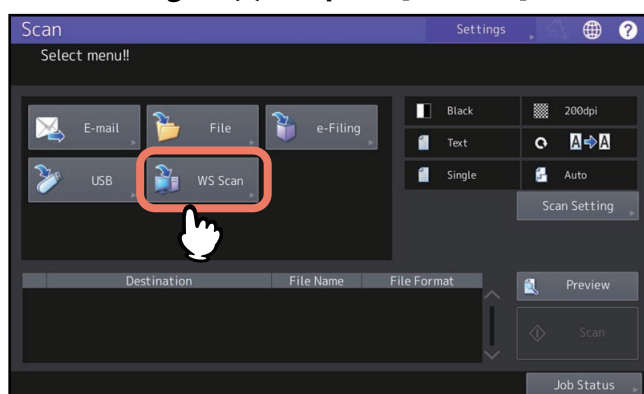 Scan
Settings
Select menu!!
E-mail
File
e-Filing
USB
WS Scan
Black
200dpi
Text
A A
Single
Auto
Scan Setting
Destination
File Name
File Format
Preview
Scan
Job Status